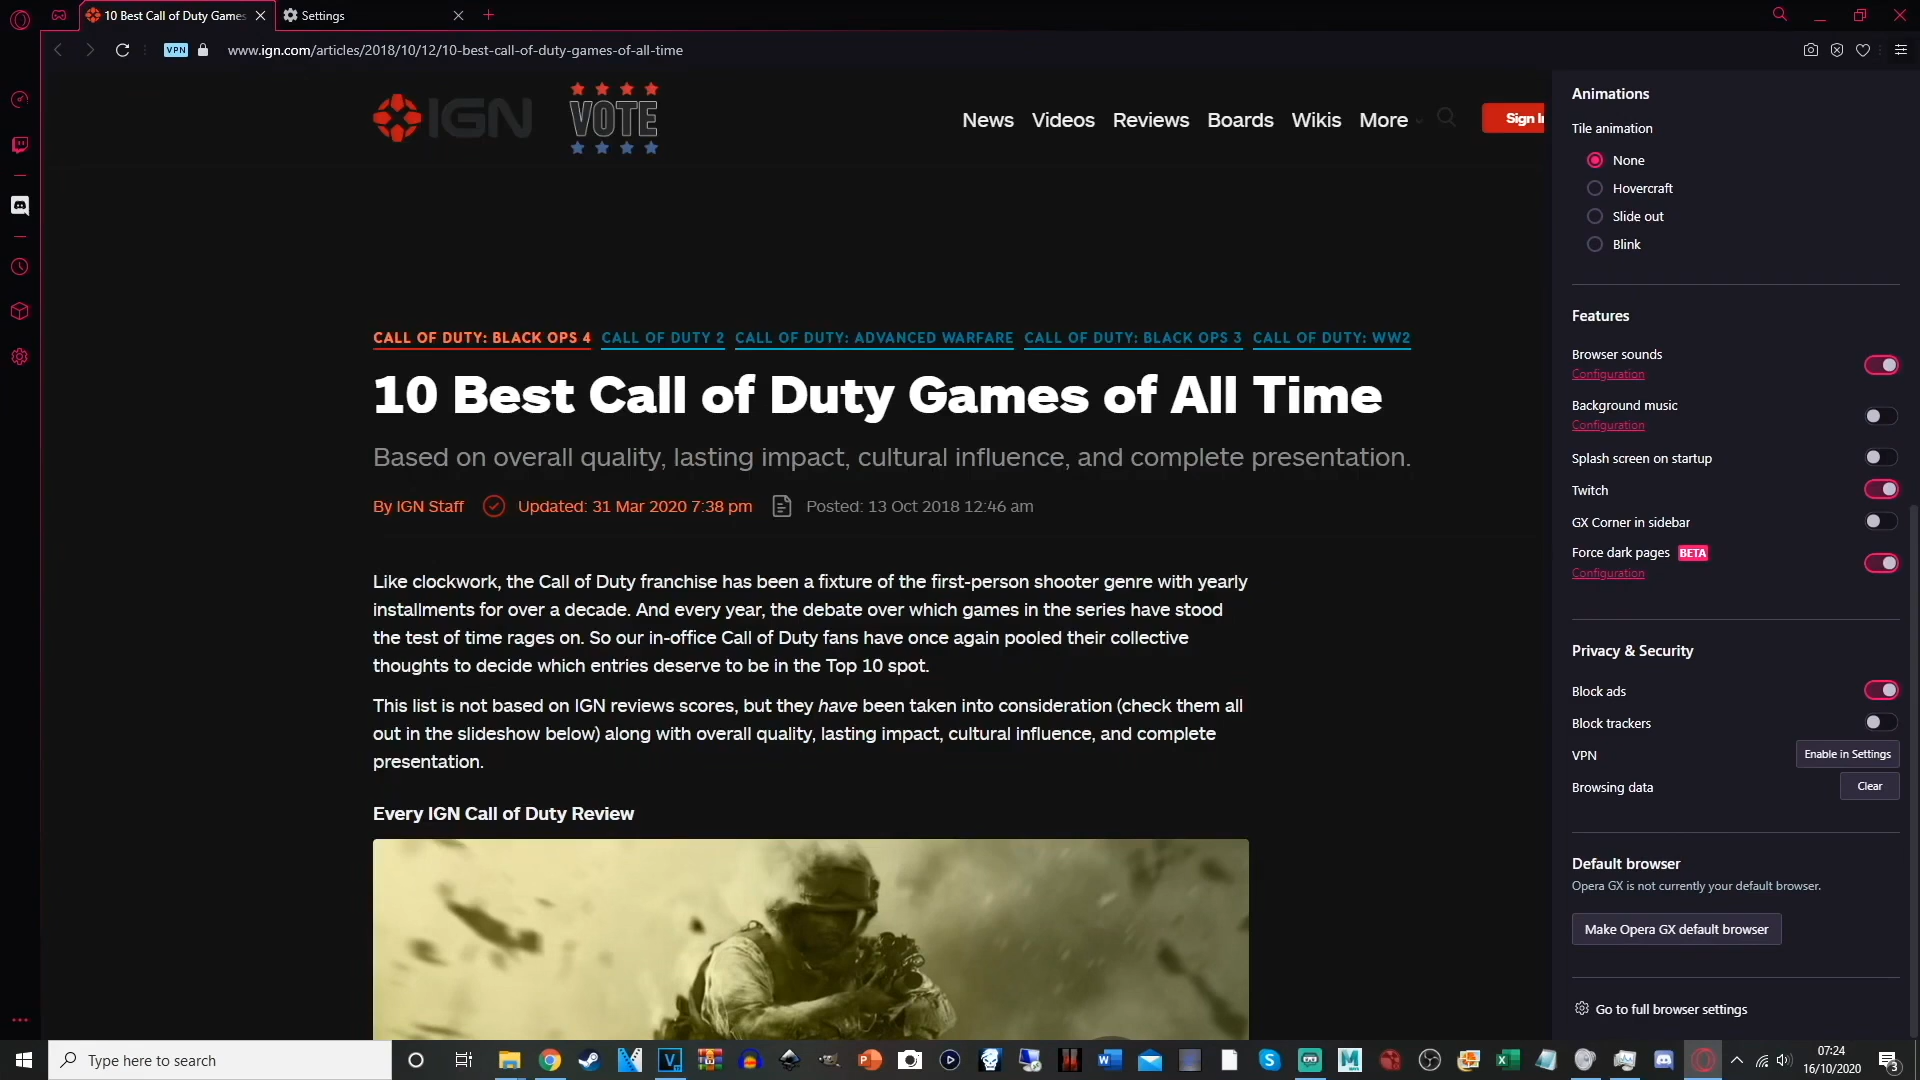 10 Best Call of Duty Games
Settings
VPN
www.ign.com/articles/2018/10/12/10-best-call-of-duty-games-of-all-time
IGN
VOTE
News
Videos
Reviews
Boards
Wikis
More
Sign In
CALL OF DUTY: BLACK OPS 4
CALL OF DUTY 2
CALL OF DUTY: ADVANCED WARFARE
CALL OF DUTY: BLACK OPS 3
CALL OF DUTY: WW2
10 Best Call of Duty Games of All Time
Based on overall quality, lasting impact, cultural influence, and complete presentation.
By IGN Staff
Updated: 31 Mar 2020 7:38 pm
Posted: 13 Oct 2018 12:46 am
Like clockwork, the Call of Duty franchise has been a fixture of the first-person shooter genre with yearly
installments for over a decade. And every year, the debate over which games in the series have stood
the test of time rages on. So our in-office Call of Duty fans have once again pooled their collective
thoughts to decide which entries deserve to be in the Top 10 spot.
This list is not based on IGN reviews scores, but they have been taken into consideration (check them all
out in the slideshow below) along with overall quality, lasting impact, cultural influence, and complete
presentation.
Every IGN Call of Duty Review
Animations
Tile animation
None
Hovercraft
Slide out
Blink
Features
Browser sounds
Configuration
Background music
Configuration
Splash screen on startup
Twitch
GX Corner in sidebar
Force dark pages BETA
Configuration
Privacy & Security
Block ads
Block trackers
VPN
Enable in Settings
Browsing data
Clear
Default browser
Opera GX is not currently your default browser.
Make Opera GX default browser
Go to full browser settings
Type here to search
07:24
16/10/2020
3